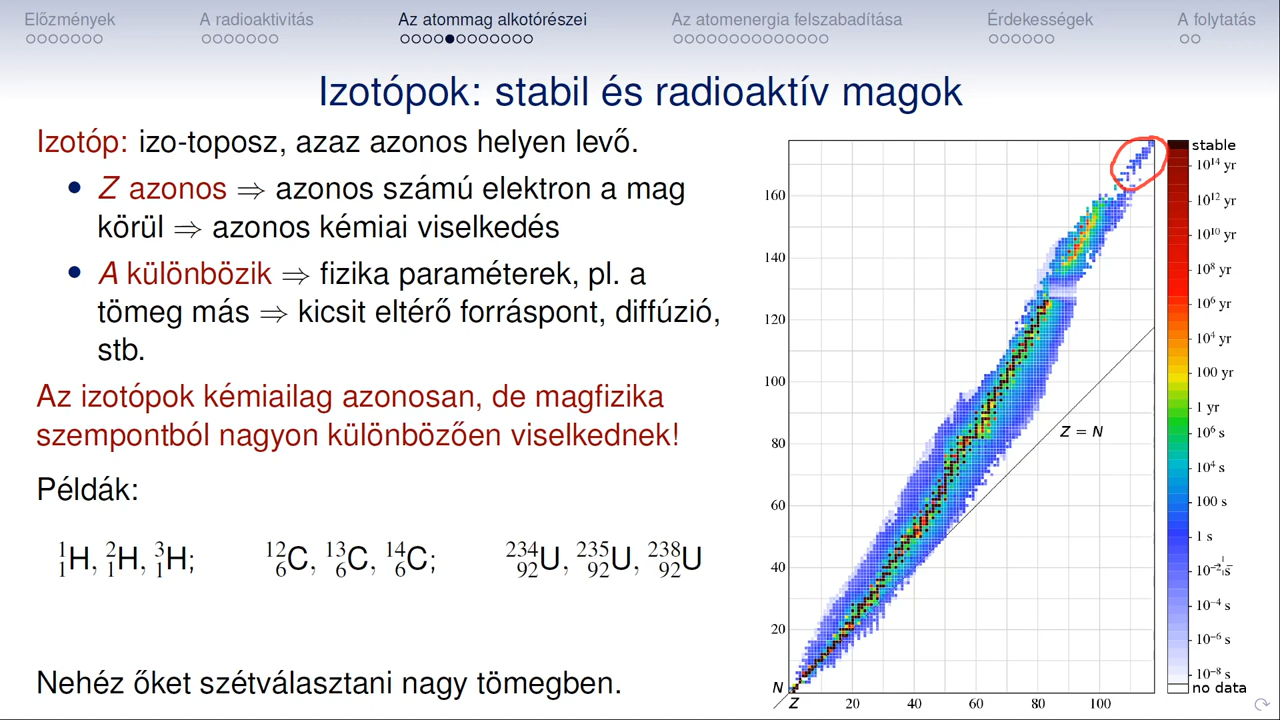 Előzmények
A radioaktivitás
Az atommag alkotórészei
Az atomenergia felszabadítása
Érdekességek
A folytatás
Izotópok: stabil és radioaktív magok
Izotóp: izo-toposz, azaz azonos helyen levő.
Z azonos ⇒ azonos számú elektron a mag
körül ⇒ azonos kémiai viselkedés
A különbözik ⇒ fizika paraméterek, pl. a
tömeg más ⇒ kicsit eltérő forráspont, diffúzió,
stb.
Az izotópok kémiailag azonosan, de magfizika
szempontból nagyon különbözően viselkednek!
Példák:
¹₁H, ²₁H, ³₁H; ¹²₆C, ¹³₆C, ¹⁴₆C; ²³⁴₉₂U, ²³⁵₉₂U, ²³⁸₉₂U
Nehéz őket szétválasztani nagy tömegben.
160
140
120
100
80
60
40
20
N
Z
20
40
60
80
100
Z = N
stable
10¹⁴ yr
10¹² yr
10¹⁰ yr
10⁸ yr
10⁶ yr
10⁴ yr
100 yr
1 yr
10⁶ s
10⁴ s
100 s
1 s
10⁻² s
10⁻⁴ s
10⁻⁶ s
10⁻⁸ s
no data